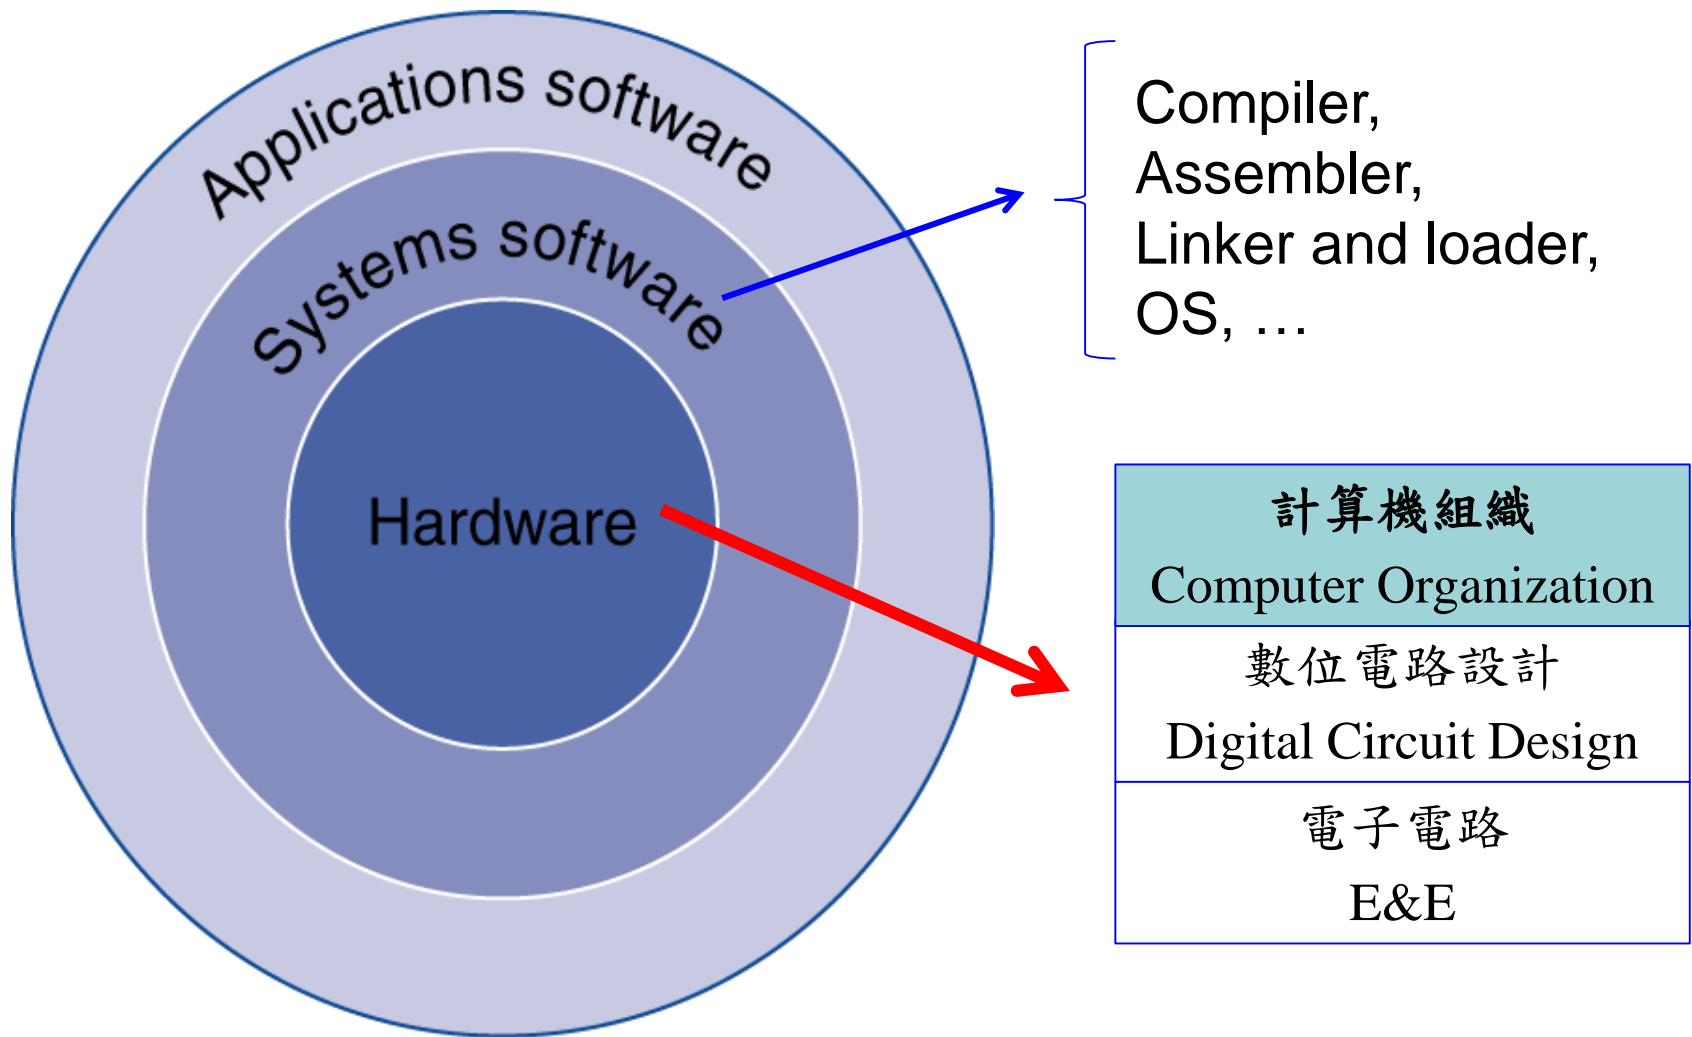 Applications software
Systems software
Hardware
Compiler,
Assembler,
Linker and loader,
OS, …
計算機組織
Computer Organization
數位電路設計
Digital Circuit Design
電子電路
E&E